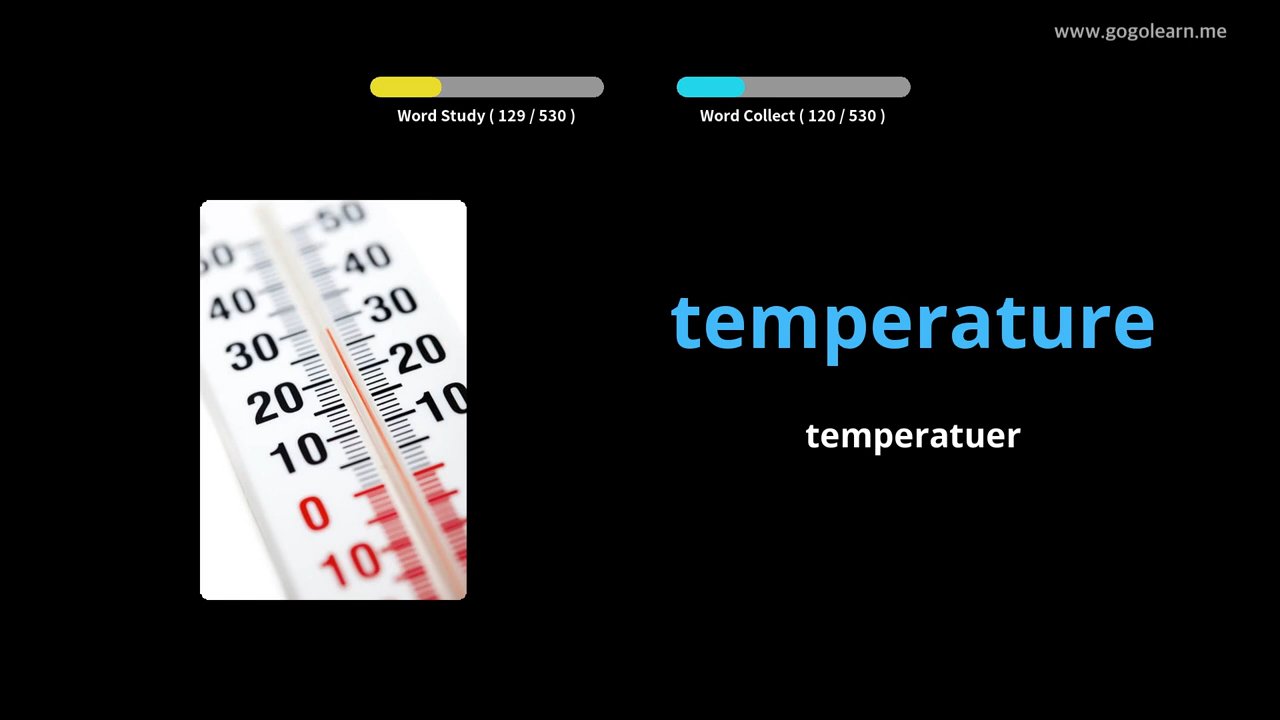 www.gogolearn.me
Word Study ( 129 / 530 )
Word Collect ( 120 / 530 )
50
50
40
40
30
30
20
20
10
10
0
10
temperature
temperatuer